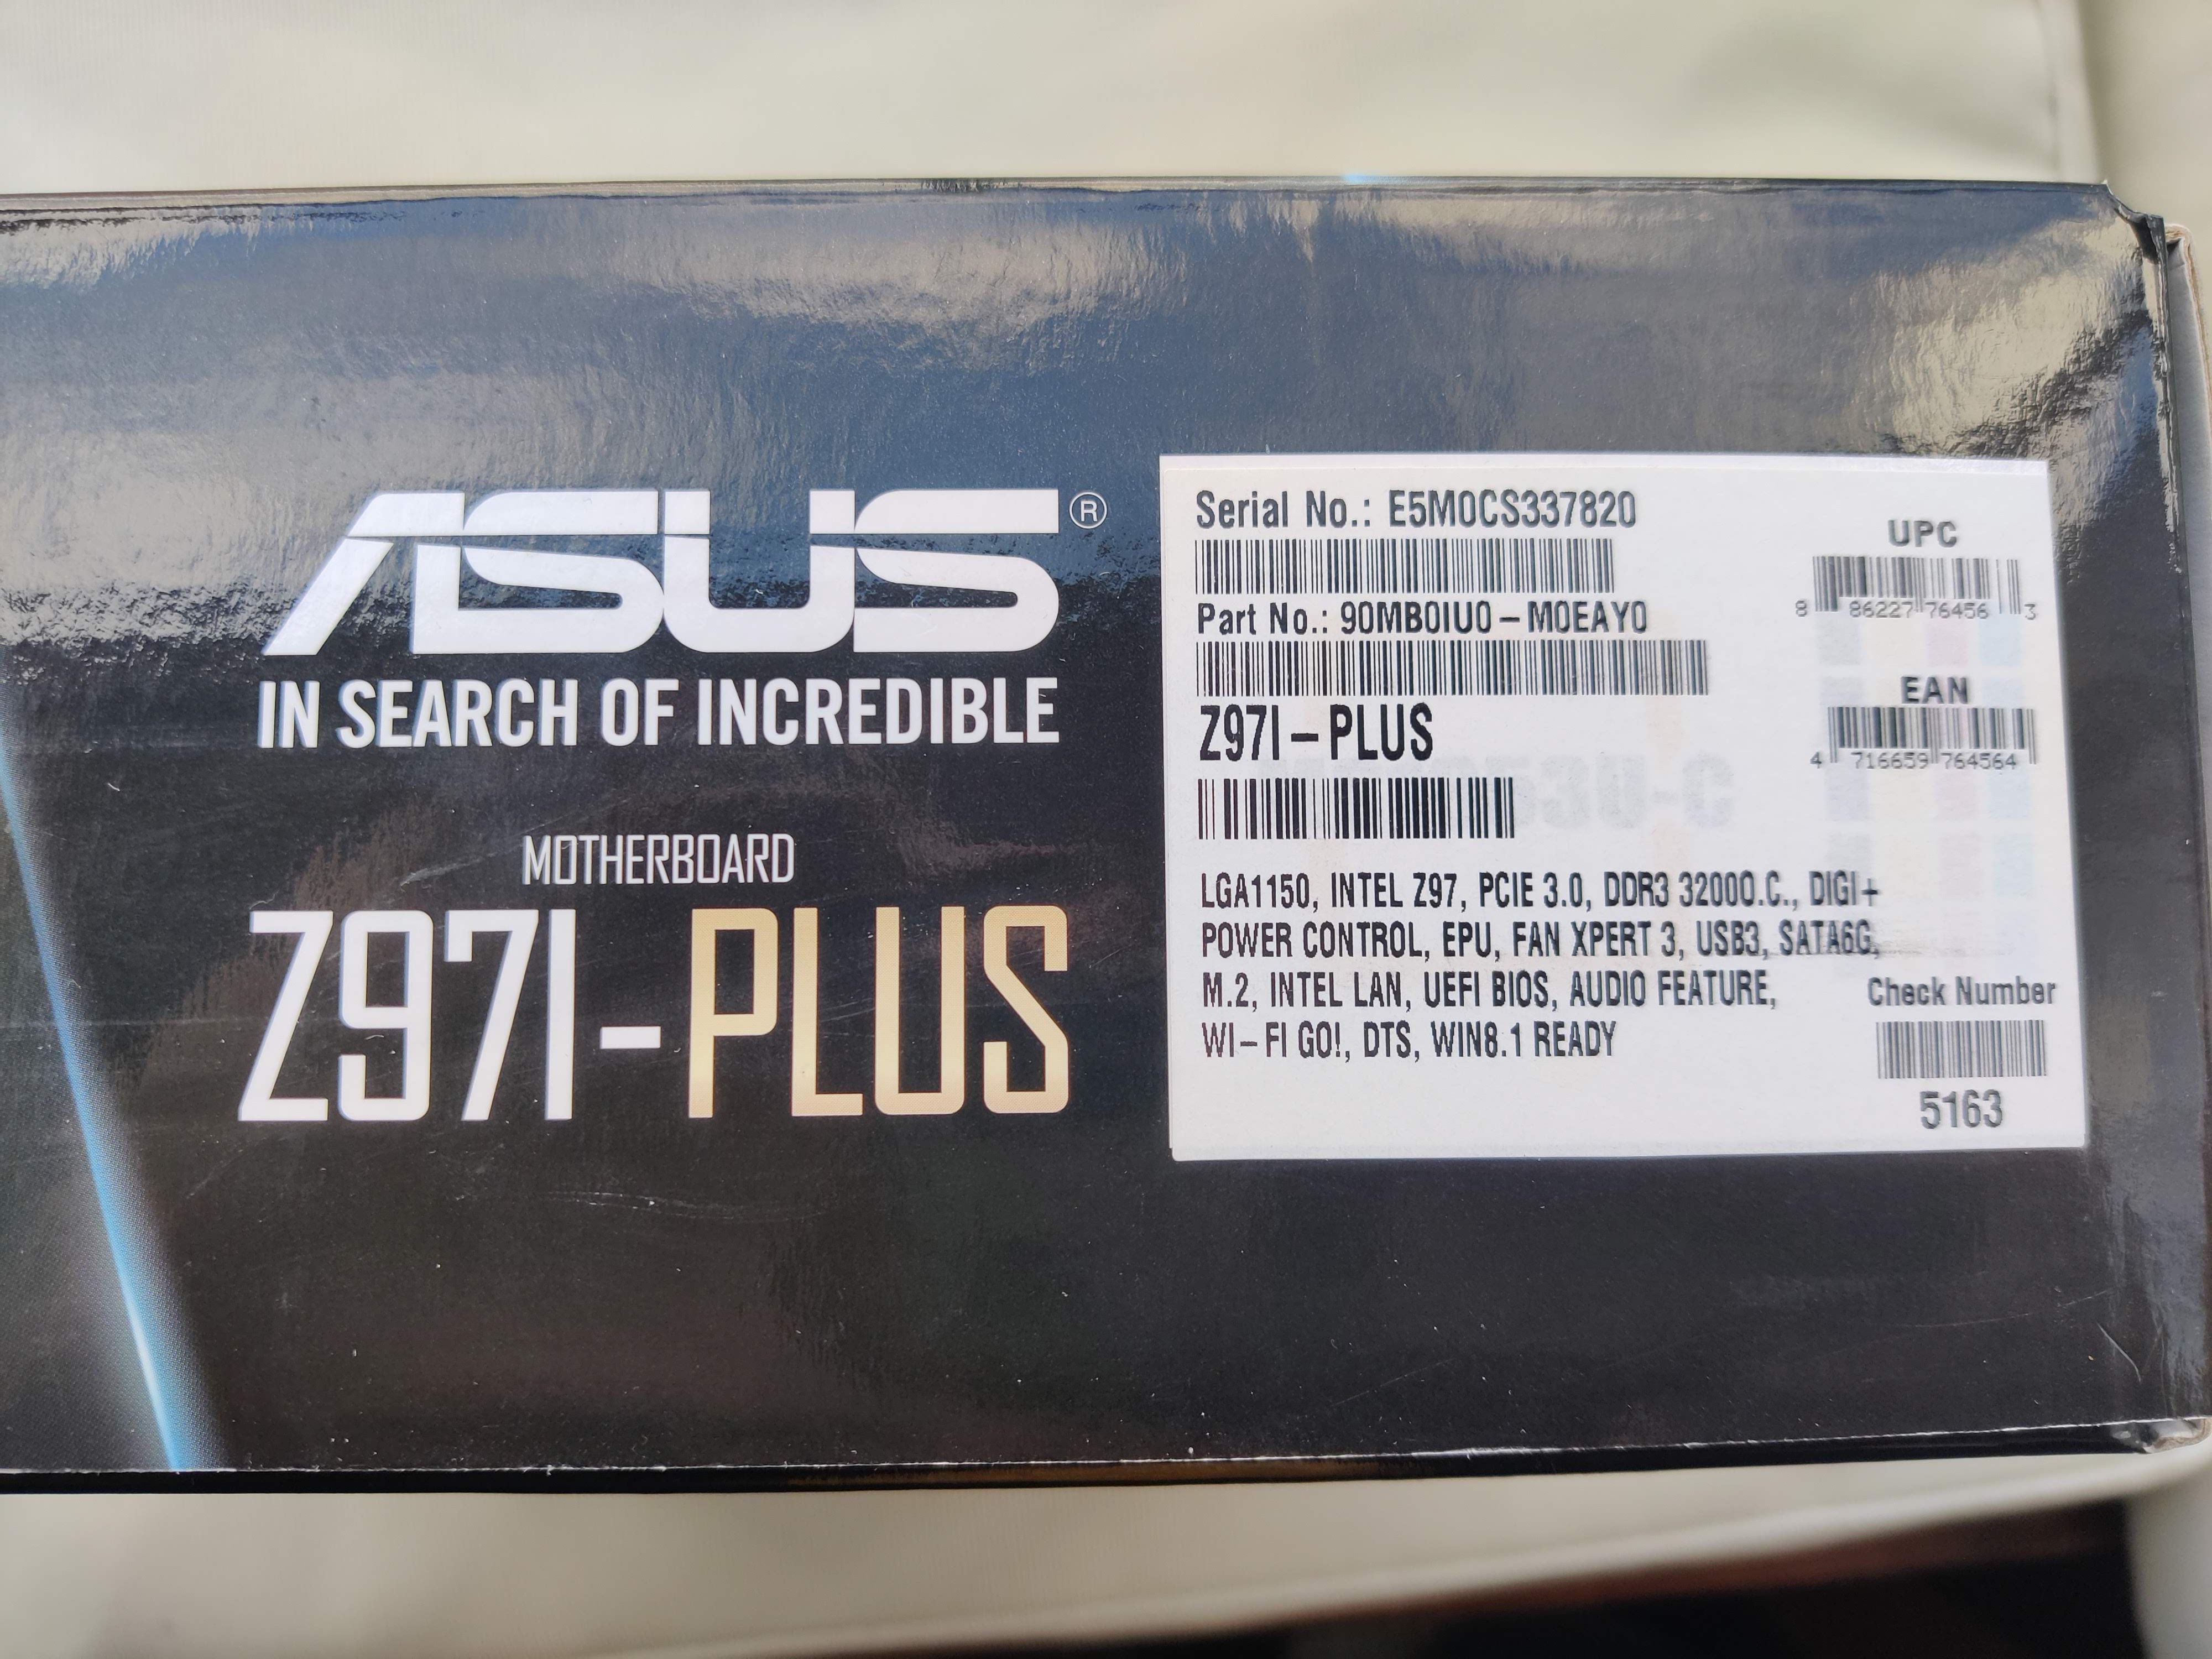 ASUS®
IN SEARCH OF INCREDIBLE
MOTHERBOARD
Z97I-PLUS
Serial No.: E5M0CS337820
Part No.: 90MB0IU0-M0EAY0
Z97I-PLUS
LGA1150, INTEL Z97, PCIE 3.0, DDR3 3200O.C., DIGI+
POWER CONTROL, EPU, FAN XPERT 3, USB3, SATA6G,
M.2, INTEL LAN, UEFI BIOS, AUDIO FEATURE,
WI-FI GO!, DTS, WIN8.1 READY
UPC
8 86227 76456 3
EAN
4 716659 764564
Check Number
5163